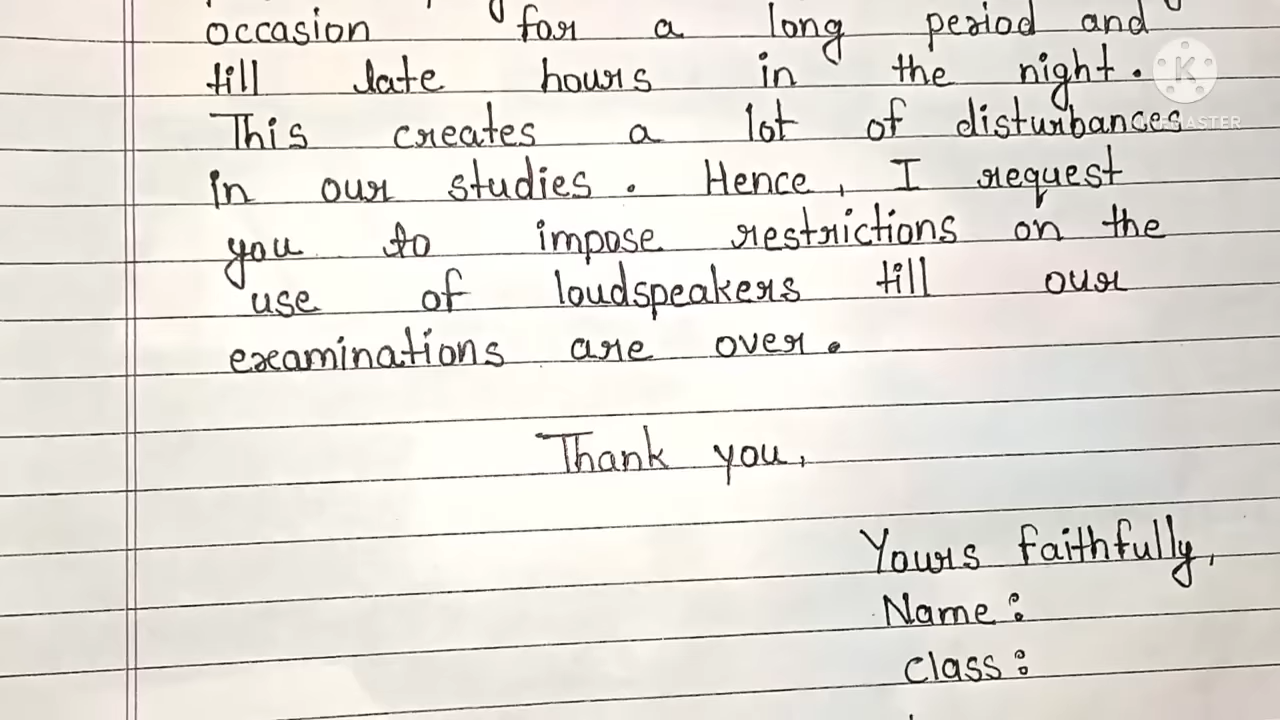 occasion for a long period and
till late hours in the night.
This creates a lot of disturbances
in our studies. Hence, I request
you to impose restrictions on the
use of loudspeakers till our
examinations are over.
Thank you,
Yours faithfully,
Name:
Class:
K
MASTER